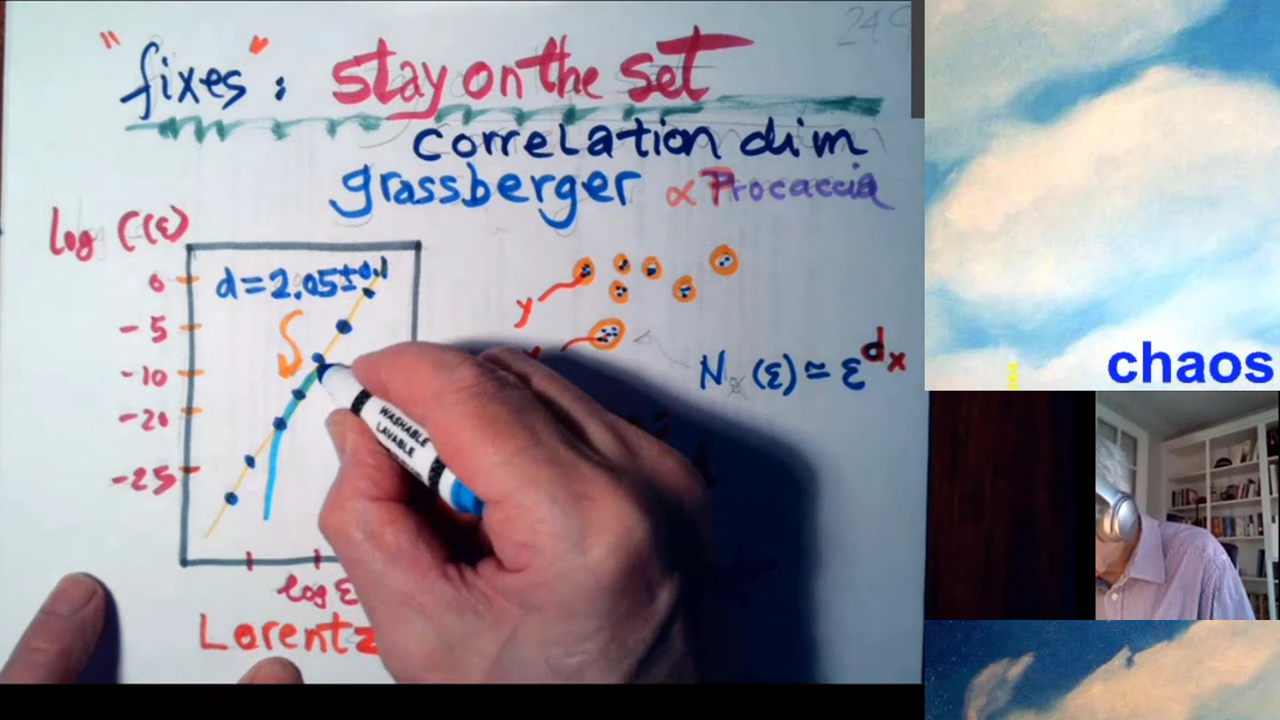 "fixes": stay on the set
correlation dim
grassberger & Procaccia
log C(ε)
d = 2.05 ± 0.1
0
-5
-10
-20
-25
y
N (ε) ≃ ε^dx
log ε
Lorentz
WASHABLE
LAVABLE
chaos